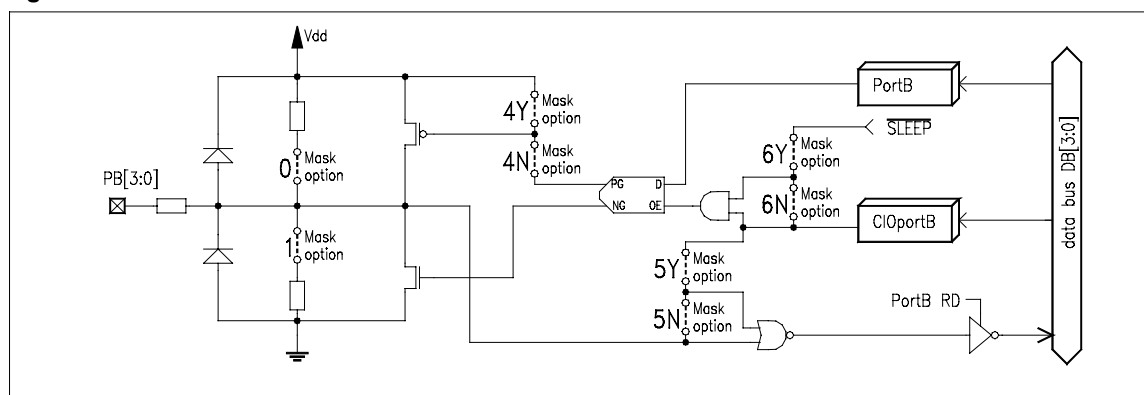 Vdd
4Y Mask option
4N Mask option
PortB
SLEEP
6Y Mask option
6N Mask option
0 Mask option
PB[3:0]
PG D
NG OE
CIOportB
1 Mask option
5Y Mask option
5N Mask option
PortB RD
data bus DB[3:0]